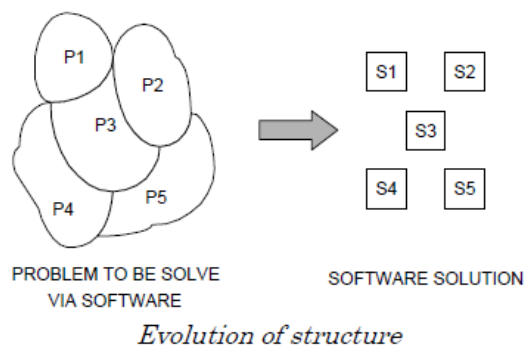 P1
P2
P3
P4
P5
S1
S2
S3
S4
S5
PROBLEM TO BE SOLVE
VIA SOFTWARE
SOFTWARE SOLUTION
Evolution of structure